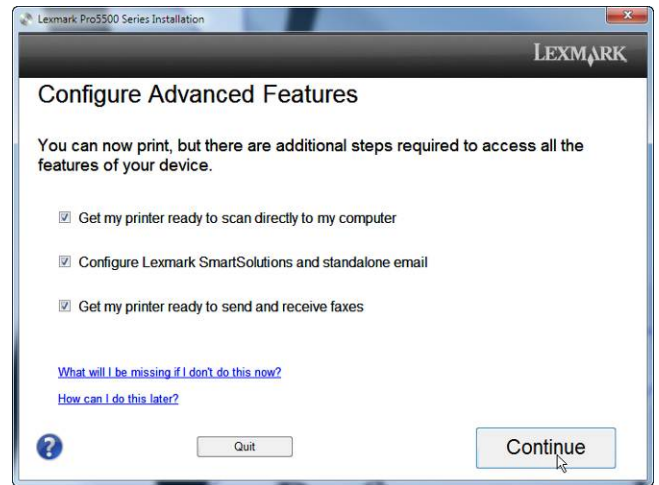 Lexmark Pro5500 Series Installation
LEXMARK
Configure Advanced Features
You can now print, but there are additional steps required to access all the
features of your device.
Get my printer ready to scan directly to my computer
Configure Lexmark SmartSolutions and standalone email
Get my printer ready to send and receive faxes
What will I be missing if I don't do this now?
How can I do this later?
?
Quit
Continue